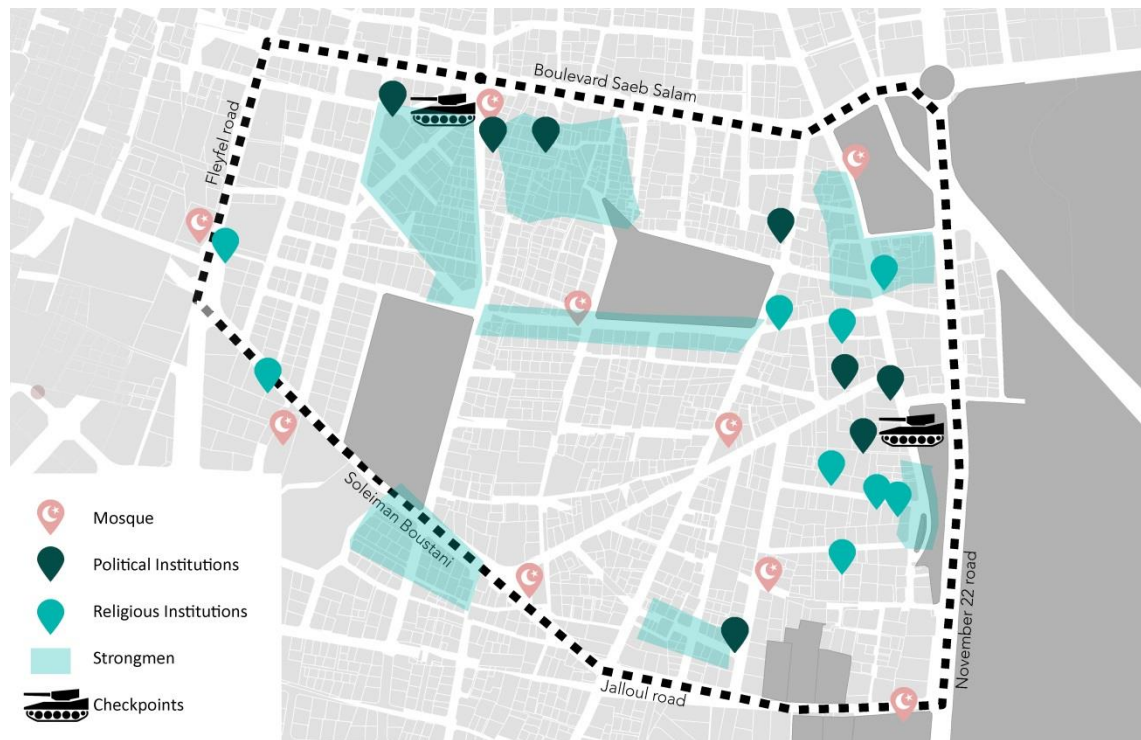 Boulevard Saeb Salam
Fleyfel road
Soleiman Boustani
November 22 road
Jalloul road
Mosque
Political Institutions
Religious Institutions
Strongmen
Checkpoints